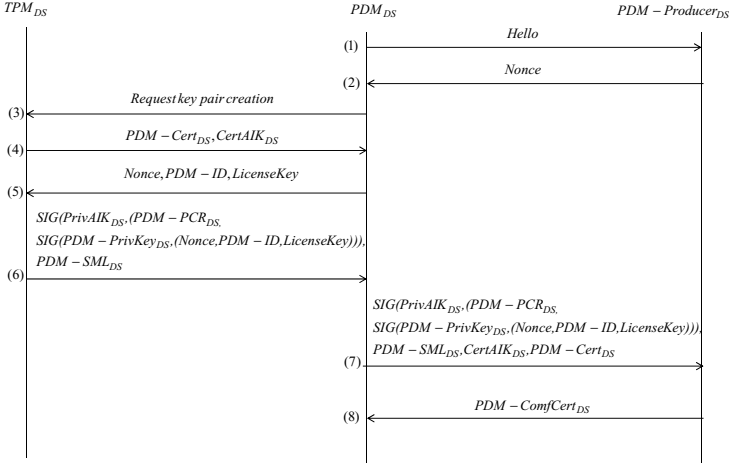 TPM_DS
PDM_DS
PDM − Producer_DS
(1)
Hello
(2)
Nonce
(3)
Request key pair creation
(4)
PDM − Cert_DS, CertAIK_DS
(5)
Nonce, PDM − ID, LicenseKey
(6)
SIG(PrivAIK_DS,(PDM − PCR_DS,
SIG(PDM − PrivKey_DS,(Nonce,PDM − ID,LicenseKey))),
PDM − SML_DS
(7)
SIG(PrivAIK_DS,(PDM − PCR_DS,
SIG(PDM − PrivKey_DS,(Nonce,PDM − ID,LicenseKey))),
PDM − SML_DS,CertAIK_DS,PDM − Cert_DS
(8)
PDM − ComfCert_DS